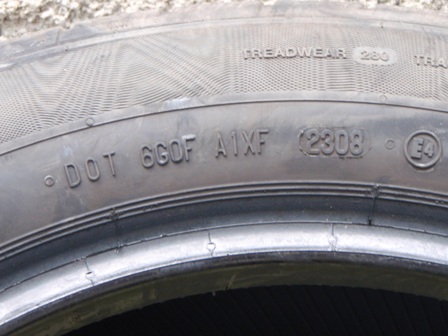 TREADWEAR 280 TRA
DOT 6G0F A1XF 2308 E4